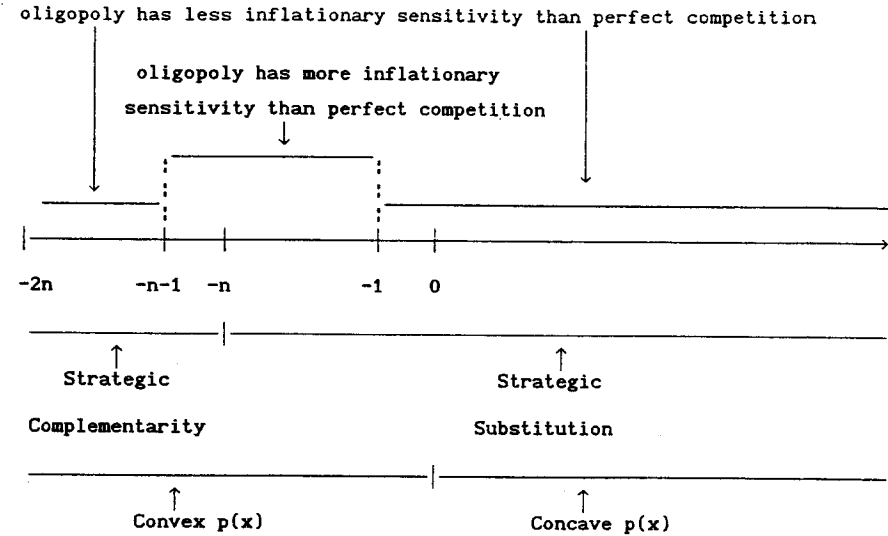 oligopoly has less inflationary sensitivity than perfect competition
oligopoly has more inflationary
sensitivity than perfect competition
-2n -n-1 -n -1 0
Strategic Strategic
Complementarity Substitution
Convex p(x) Concave p(x)